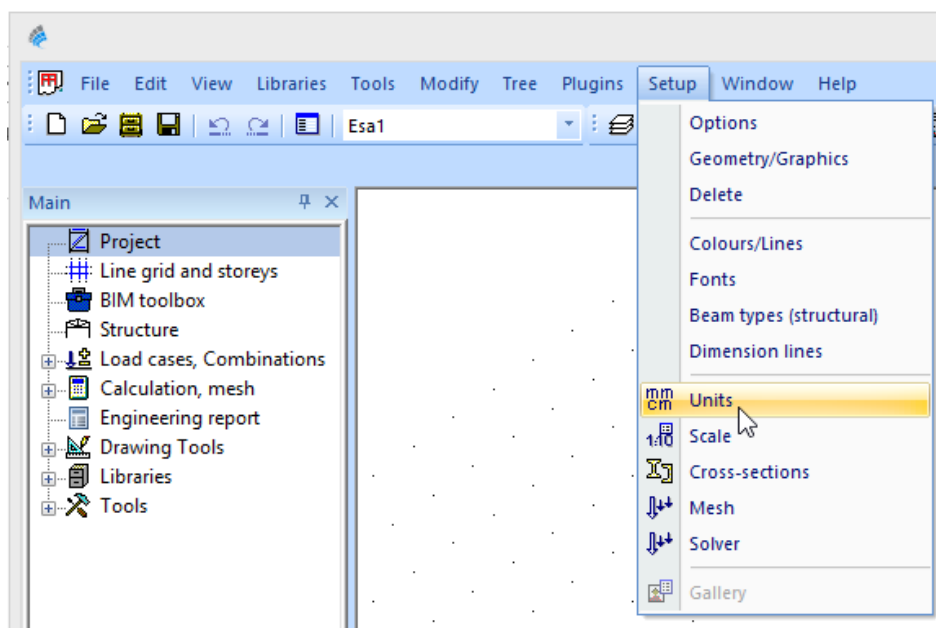 File Edit View Libraries Tools Modify Tree Plugins Setup Window Help
Esa1
Main
Project
Line grid and storeys
BIM toolbox
Structure
Load cases, Combinations
Calculation, mesh
Engineering report
Drawing Tools
Libraries
Tools
Options
Geometry/Graphics
Delete
Colours/Lines
Fonts
Beam types (structural)
Dimension lines
mm
cm
Units
1:10
Scale
Cross-sections
Mesh
Solver
Gallery